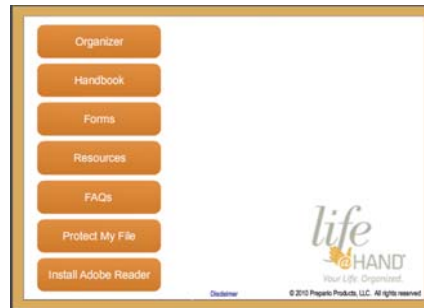 Organizer
Handbook
Forms
Resources
FAQs
Protect My File
Install Adobe Reader
life
@HAND
Your Life. Organized.
Disclaimer
© 2010 Preparis Products, LLC. All rights reserved